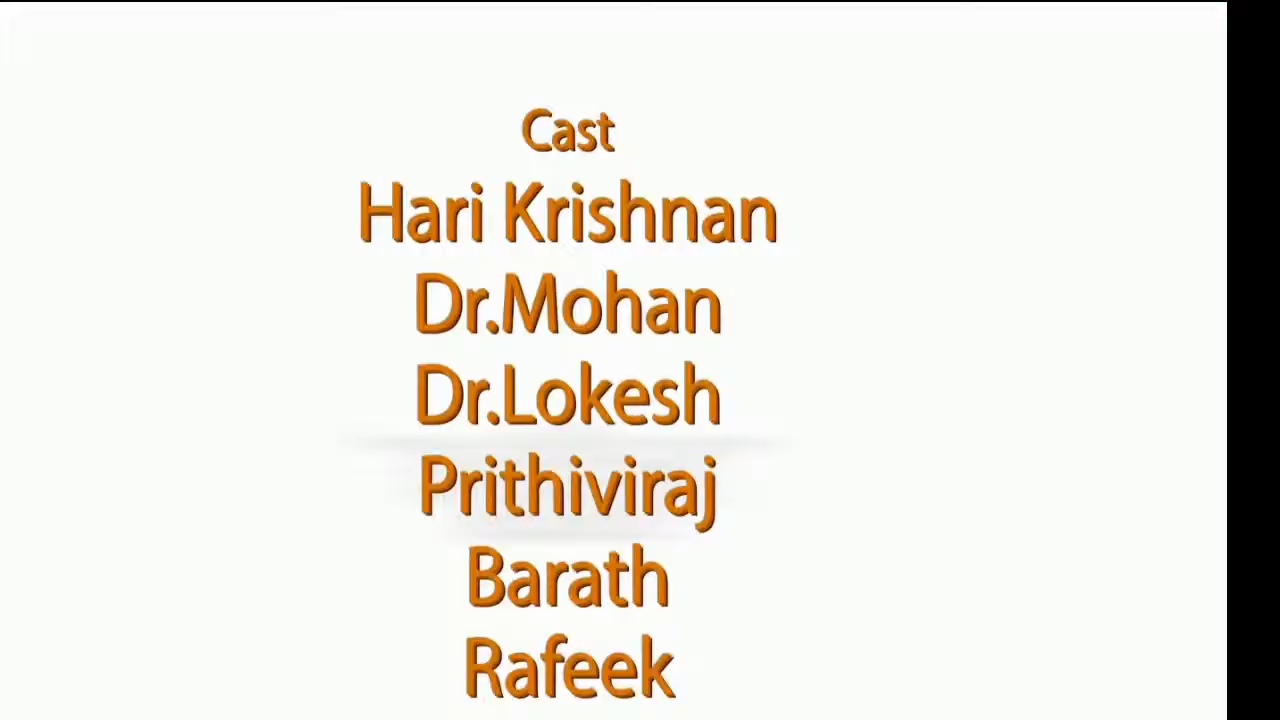 Cast
Hari Krishnan
Dr.Mohan
Dr.Lokesh
Prithiviraj
Barath
Rafeek